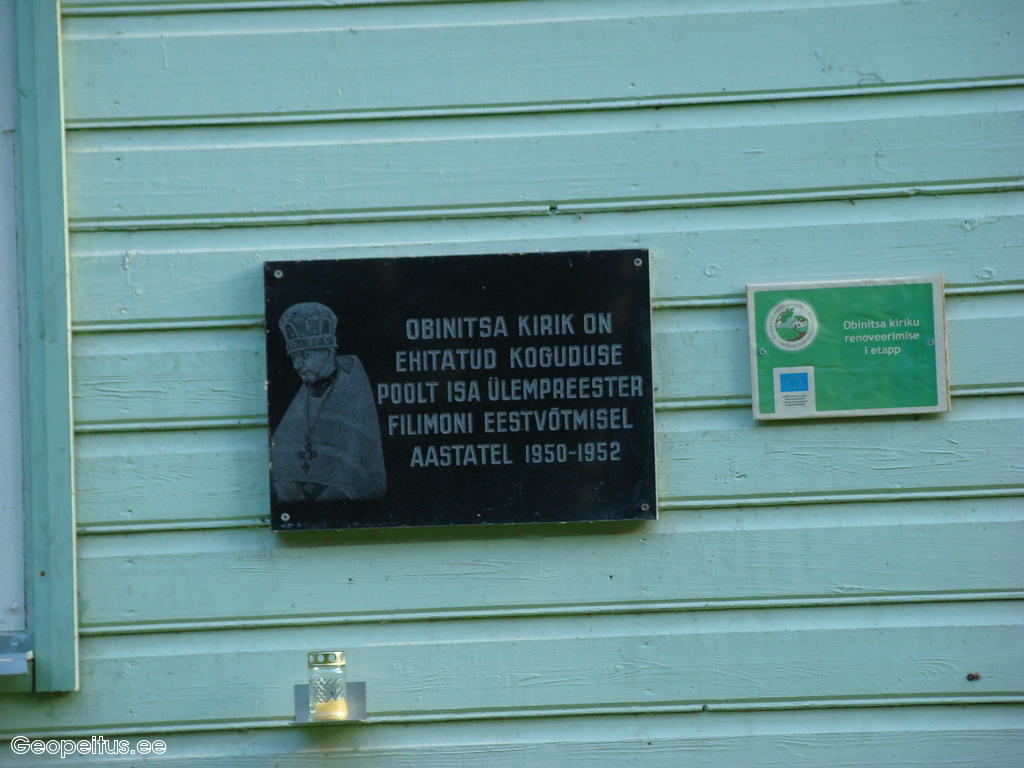 OBINITSA KIRIK ON
EHITATUD KOGUDUSE
POOLT ISA ÜLEMPREESTER
FILIMONI EESTVÕTMISEL
AASTATEL 1950-1952
Obinitsa kiriku
renoveerimise
I etapp
Geopeitus.ee